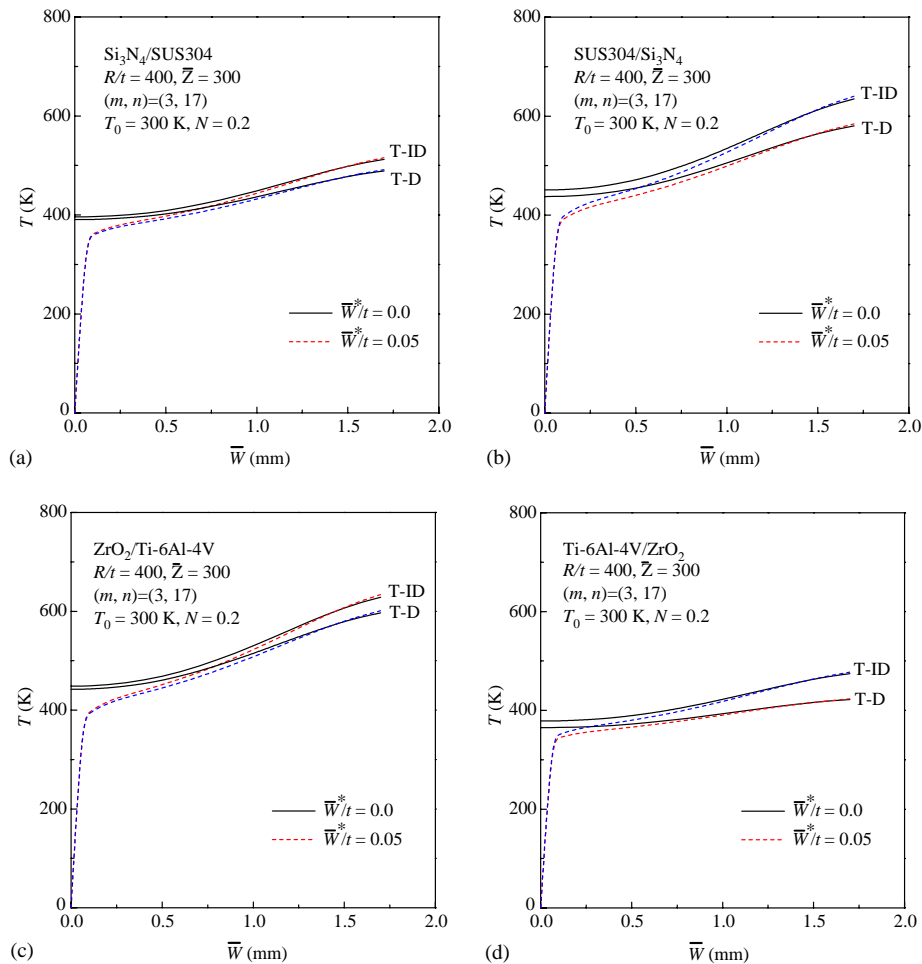 800
600
400
200
0
T (K)
Si₃N₄/SUS304
R/t = 400, Z̄ = 300
(m, n)=(3, 17)
T₀ = 300 K, N = 0.2
T-ID
T-D
W̄*/t = 0.0
W̄*/t = 0.05
0.0 0.5 1.0 1.5 2.0
W̄ (mm)
(a)
800
600
400
200
0
T (K)
SUS304/Si₃N₄
R/t = 400, Z̄ = 300
(m, n)=(3, 17)
T₀ = 300 K, N = 0.2
T-ID
T-D
W̄*/t = 0.0
W̄*/t = 0.05
0.0 0.5 1.0 1.5 2.0
W̄ (mm)
(b)
800
600
400
200
0
T (K)
ZrO₂/Ti-6Al-4V
R/t = 400, Z̄ = 300
(m, n)=(3, 17)
T₀ = 300 K, N = 0.2
T-ID
T-D
W̄*/t = 0.0
W̄*/t = 0.05
0.0 0.5 1.0 1.5 2.0
W̄ (mm)
(c)
800
600
400
200
0
T (K)
Ti-6Al-4V/ZrO₂
R/t = 400, Z̄ = 300
(m, n)=(3, 17)
T₀ = 300 K, N = 0.2
T-ID
T-D
W̄*/t = 0.0
W̄*/t = 0.05
0.0 0.5 1.0 1.5 2.0
W̄ (mm)
(d)